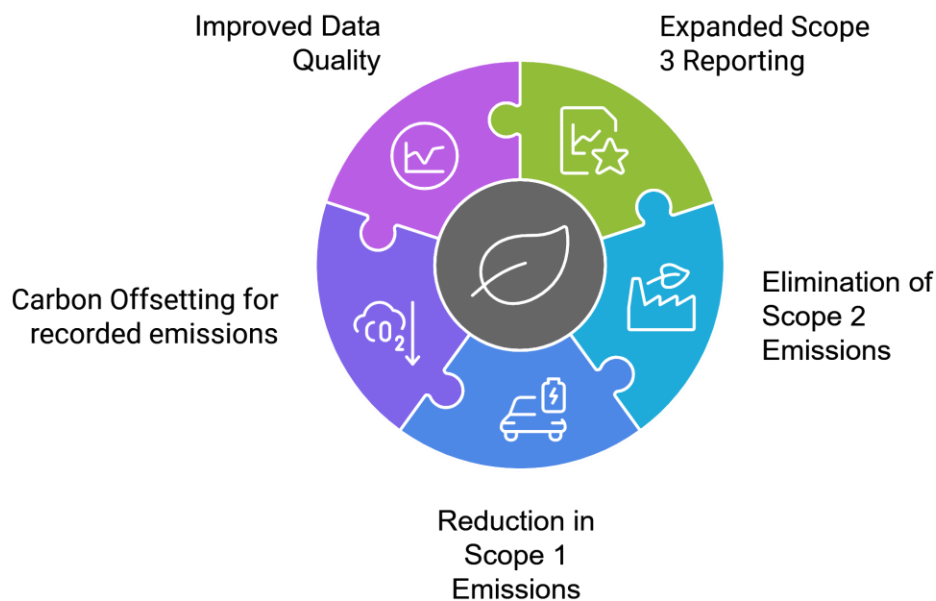 Improved Data
Quality
Expanded Scope
3 Reporting
Carbon Offsetting for
recorded emissions
CO2
Elimination of
Scope 2
Emissions
Reduction in
Scope 1
Emissions